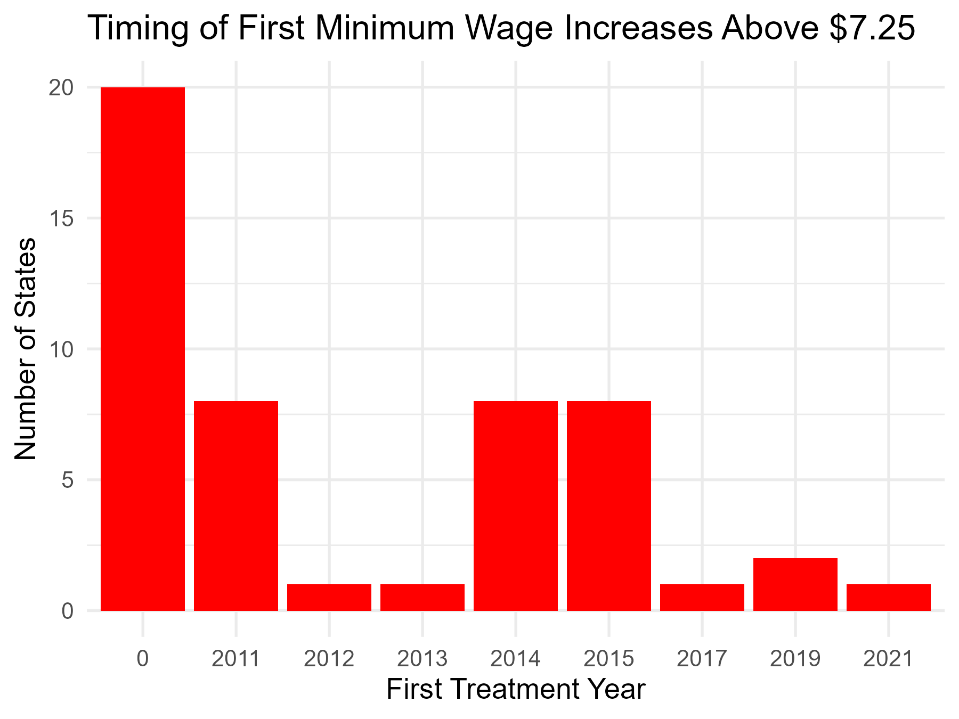 Timing of First Minimum Wage Increases Above $7.25
Number of States
20
15
10
5
0
0 2011 2012 2013 2014 2015 2017 2019 2021
First Treatment Year